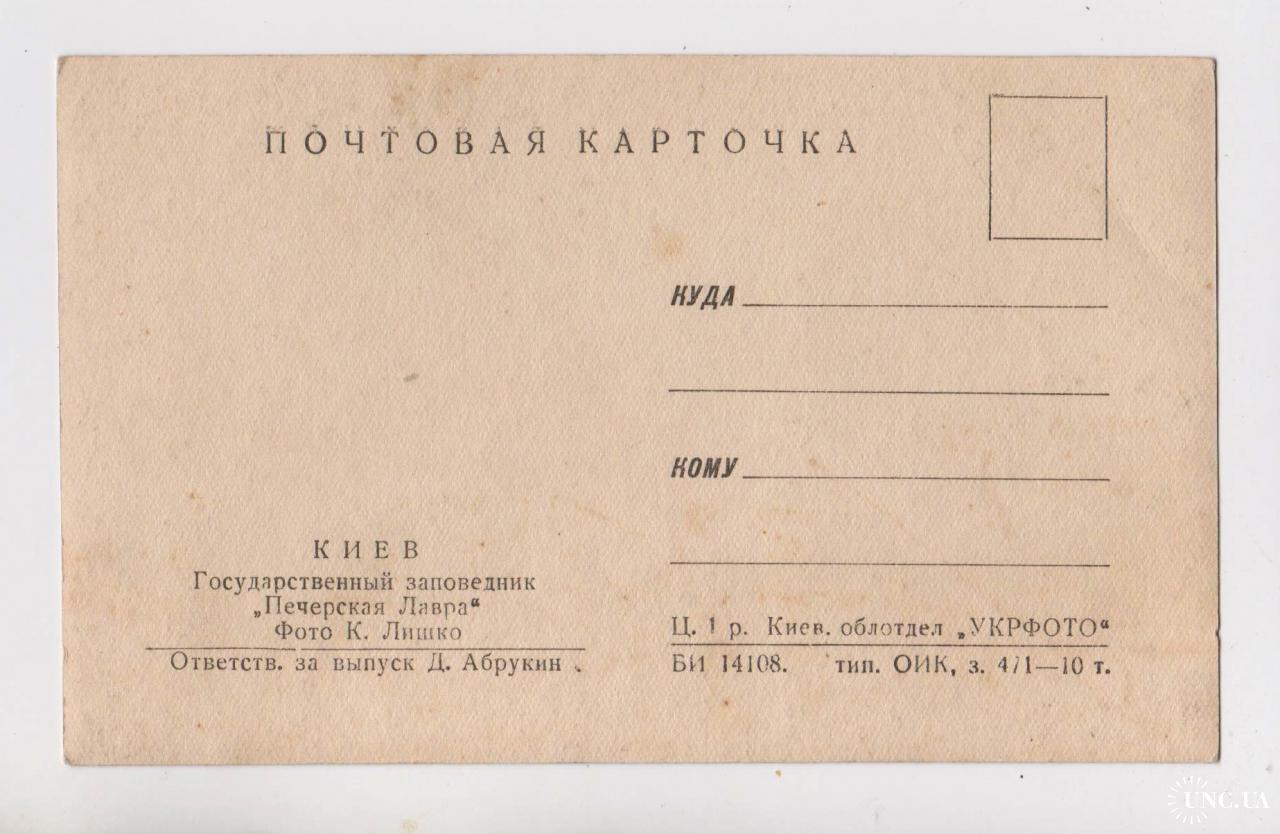 ПОЧТОВАЯ КАРТОЧКА
КУДА
КОМУ
КИЕВ
Государственный заповедник
„Печерская Лавра“
Фото К. Лишко
Ответств. за выпуск Д. Абрукин.
Ц. 1 р. Киев. облотдел „УКРФОТО“
БИ 14108. тип. ОИК, з. 471—10 т.
UNC.UA